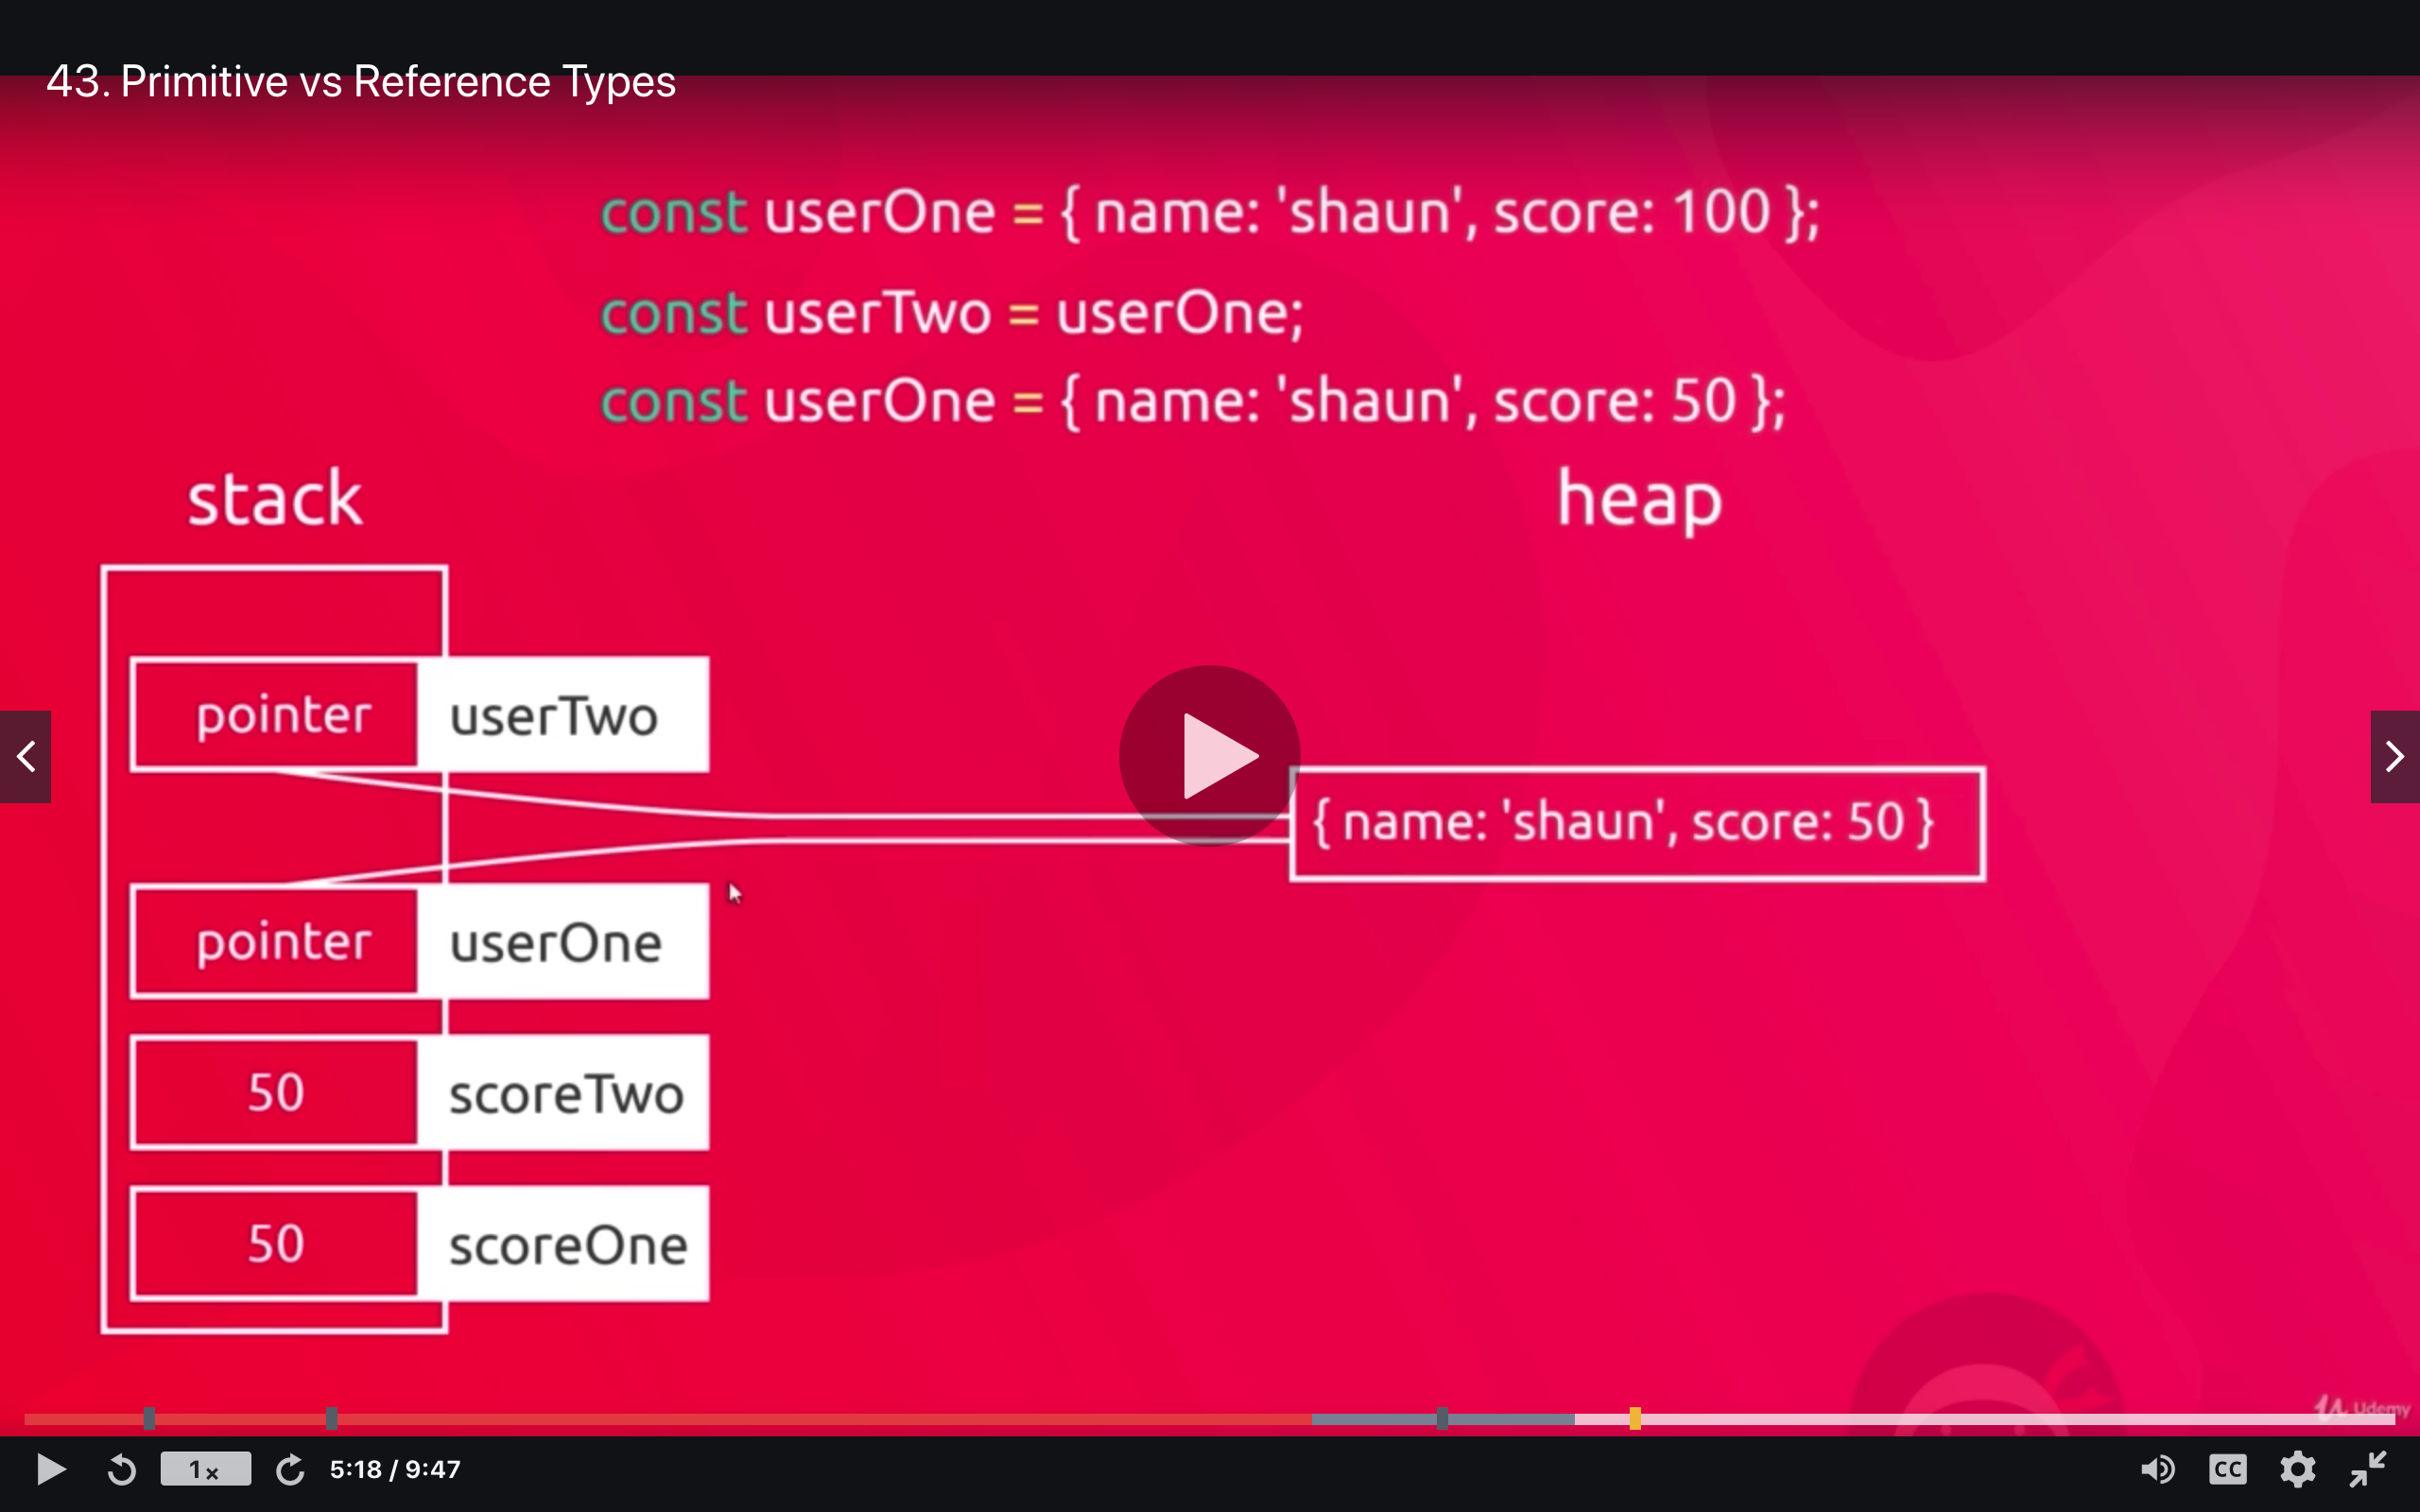 43. Primitive vs Reference Types
const userOne = { name: 'shaun', score: 100 };
const userTwo = userOne;
const userOne = { name: 'shaun', score: 50 };
stack
heap
pointer userTwo
{ name: 'shaun', score: 50 }
pointer userOne
50 scoreTwo
50 scoreOne
Udemy
1x
5:18 / 9:47
CC